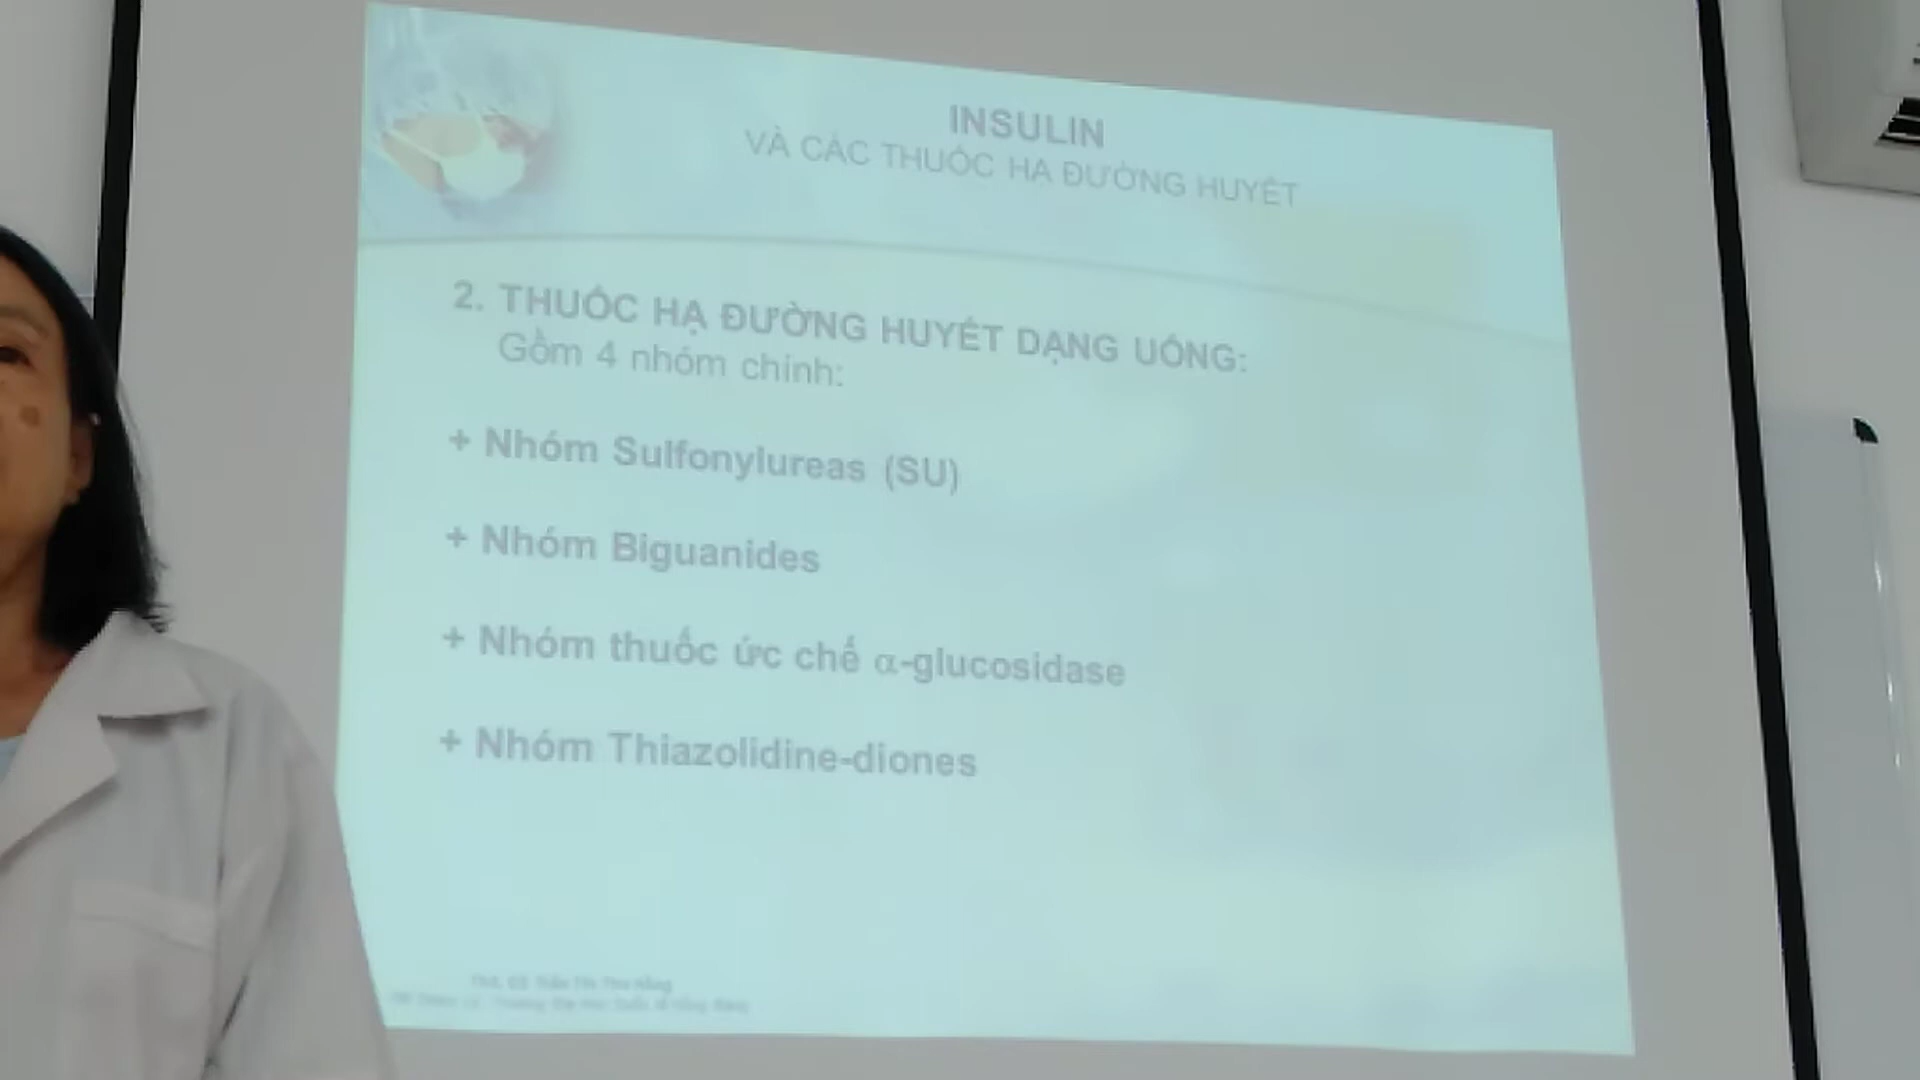 INSULIN
VÀ CÁC THUỐC HẠ ĐƯỜNG HUYẾT
2. THUỐC HẠ ĐƯỜNG HUYẾT DẠNG UỐNG:
Gồm 4 nhóm chính:
+ Nhóm Sulfonylureas (SU)
+ Nhóm Biguanides
+ Nhóm thuốc ức chế α-glucosidase
+ Nhóm Thiazolidine-diones